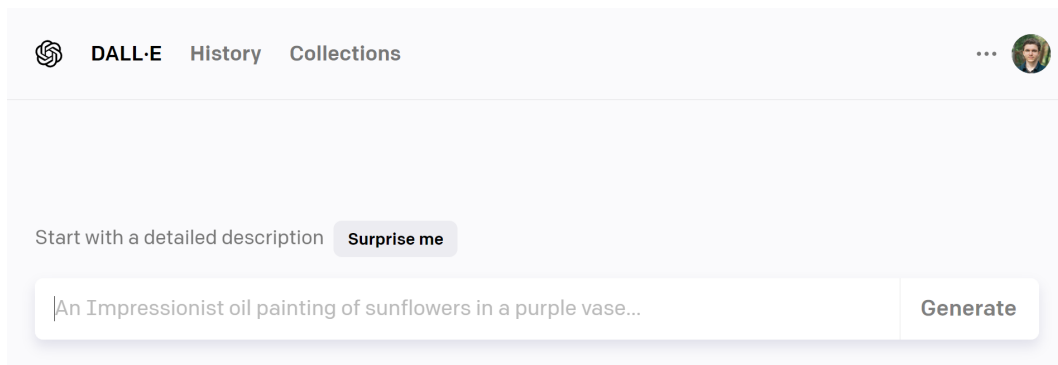 DALL·E History Collections ···
Start with a detailed description Surprise me
An Impressionist oil painting of sunflowers in a purple vase... Generate